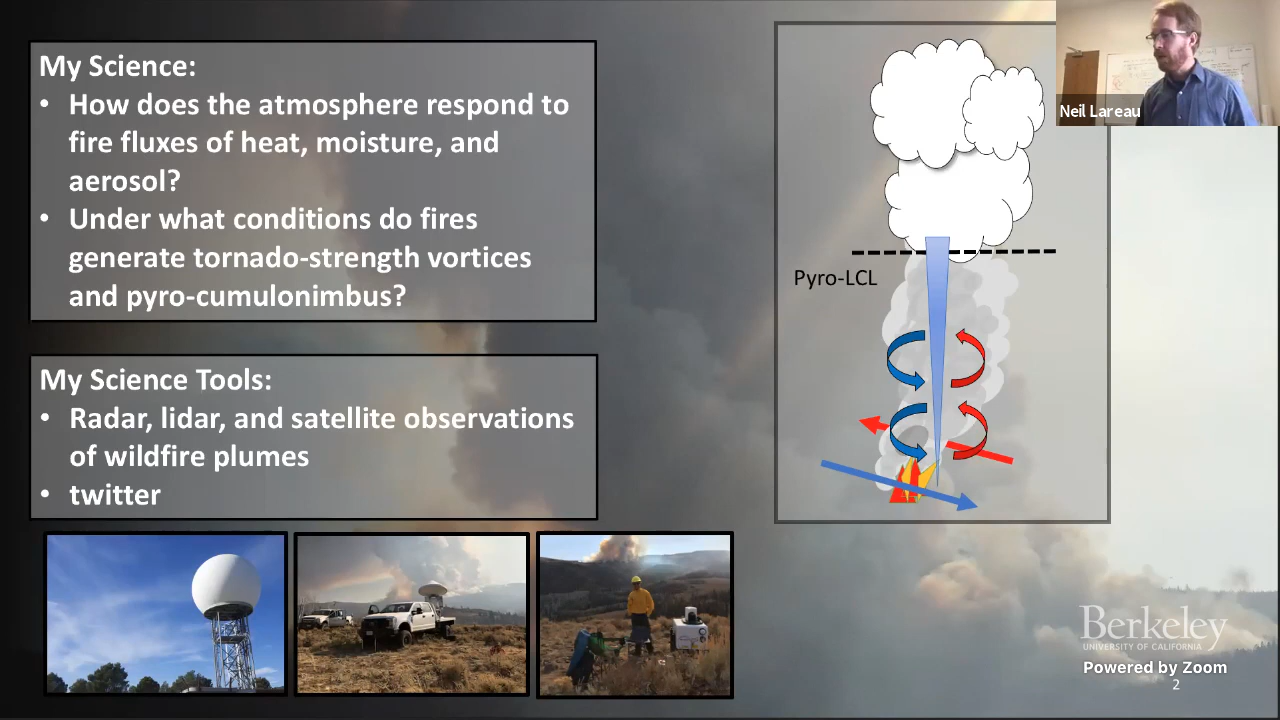 My Science:
• How does the atmosphere respond to
fire fluxes of heat, moisture, and
aerosol?
• Under what conditions do fires
generate tornado-strength vortices
and pyro-cumulonimbus?
My Science Tools:
• Radar, lidar, and satellite observations
of wildfire plumes
• twitter
Pyro-LCL
Neil Lareau
Berkeley
UNIVERSITY OF CALIFORNIA
Powered by Zoom
2